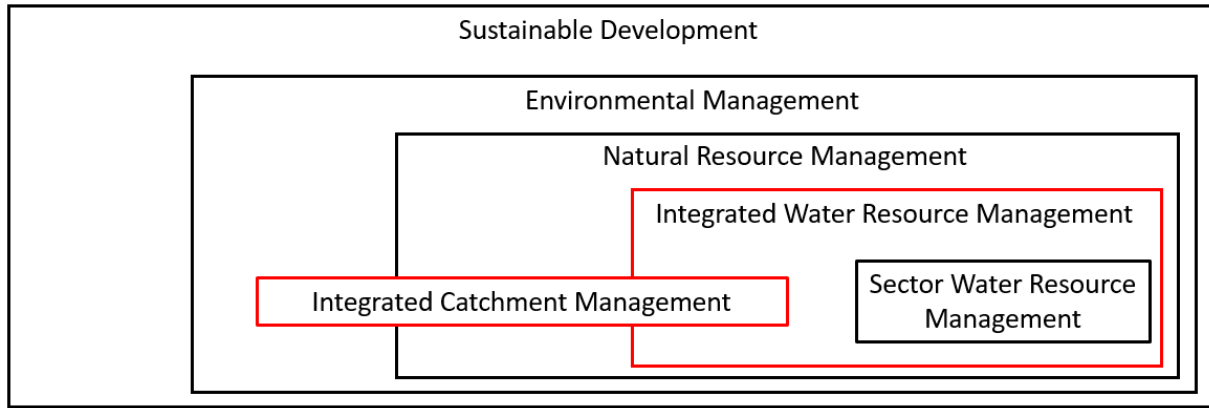 Sustainable Development
Environmental Management
Natural Resource Management
Integrated Water Resource Management
Integrated Catchment Management
Sector Water Resource
Management